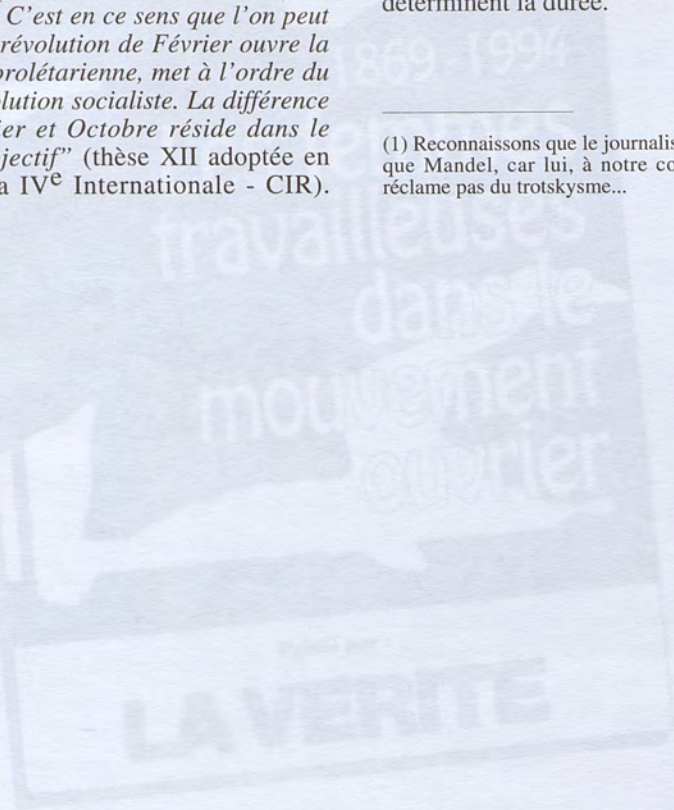 C'est en ce sens que l'on peut
révolution de Février ouvre la
prolétarienne, met à l'ordre du
olution socialiste. La différence
ier et Octobre réside dans le
jectif" (thèse XII adoptée en
a IVe Internationale - CIR).
déterminent la durée.
(1) Reconnaissons que le journalis
que Mandel, car lui, à notre co
réclame pas du trotskysme...
1869-1994
travailleuses
dans le
mouvement
ouvrier
LA VERITE